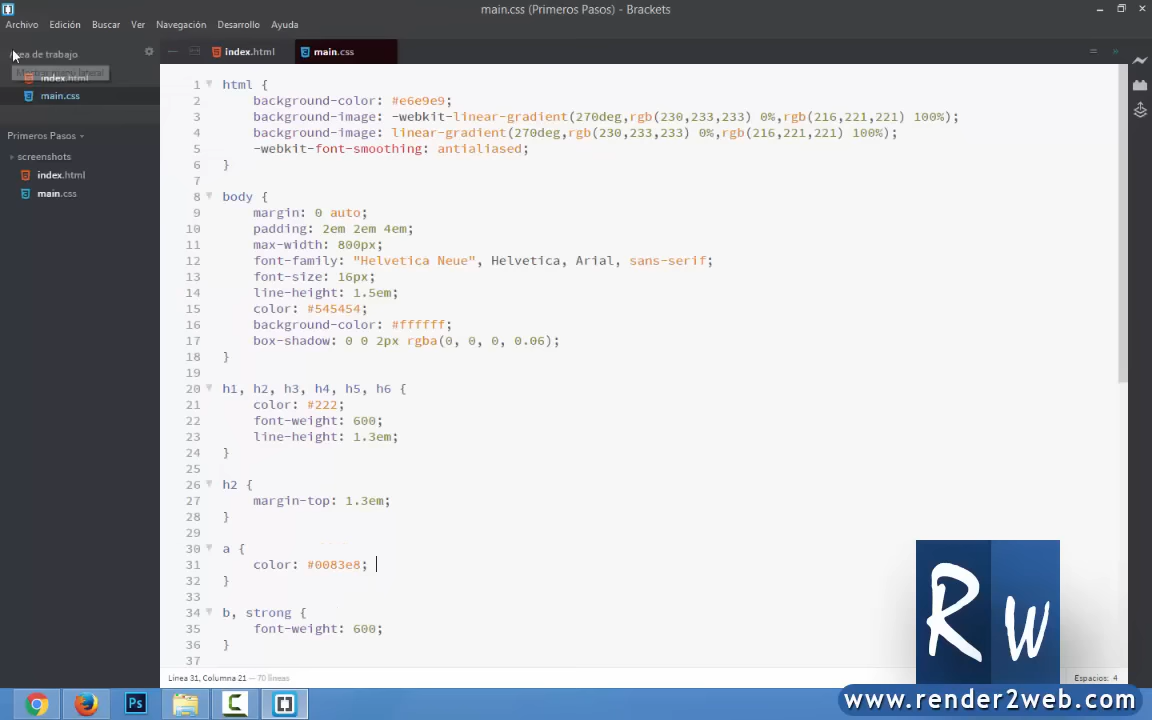 main.css (Primeros Pasos) - Brackets
Archivo Edición Buscar Ver Navegación Desarrollo Ayuda
Área de trabajo
index.html
main.css
Primeros Pasos
screenshots
index.html
main.css
index.html main.css
1 html {
2 background-color: #e6e9e9;
3 background-image: -webkit-linear-gradient(270deg,rgb(230,233,233) 0%,rgb(216,221,221) 100%);
4 background-image: linear-gradient(270deg,rgb(230,233,233) 0%,rgb(216,221,221) 100%);
5 -webkit-font-smoothing: antialiased;
6 }
7
8 body {
9 margin: 0 auto;
10 padding: 2em 2em 4em;
11 max-width: 800px;
12 font-family: "Helvetica Neue", Helvetica, Arial, sans-serif;
13 font-size: 16px;
14 line-height: 1.5em;
15 color: #545454;
16 background-color: #ffffff;
17 box-shadow: 0 0 2px rgba(0, 0, 0, 0.06);
18 }
19
20 h1, h2, h3, h4, h5, h6 {
21 color: #222;
22 font-weight: 600;
23 line-height: 1.3em;
24 }
25
26 h2 {
27 margin-top: 1.3em;
28 }
29
30 a {
31 color: #0083e8;
32 }
33
34 b, strong {
35 font-weight: 600;
36 }
37
Línea 31, Columna 21 — 70 líneas
Espacios: 4
Rw
Ps
www.render2web.com